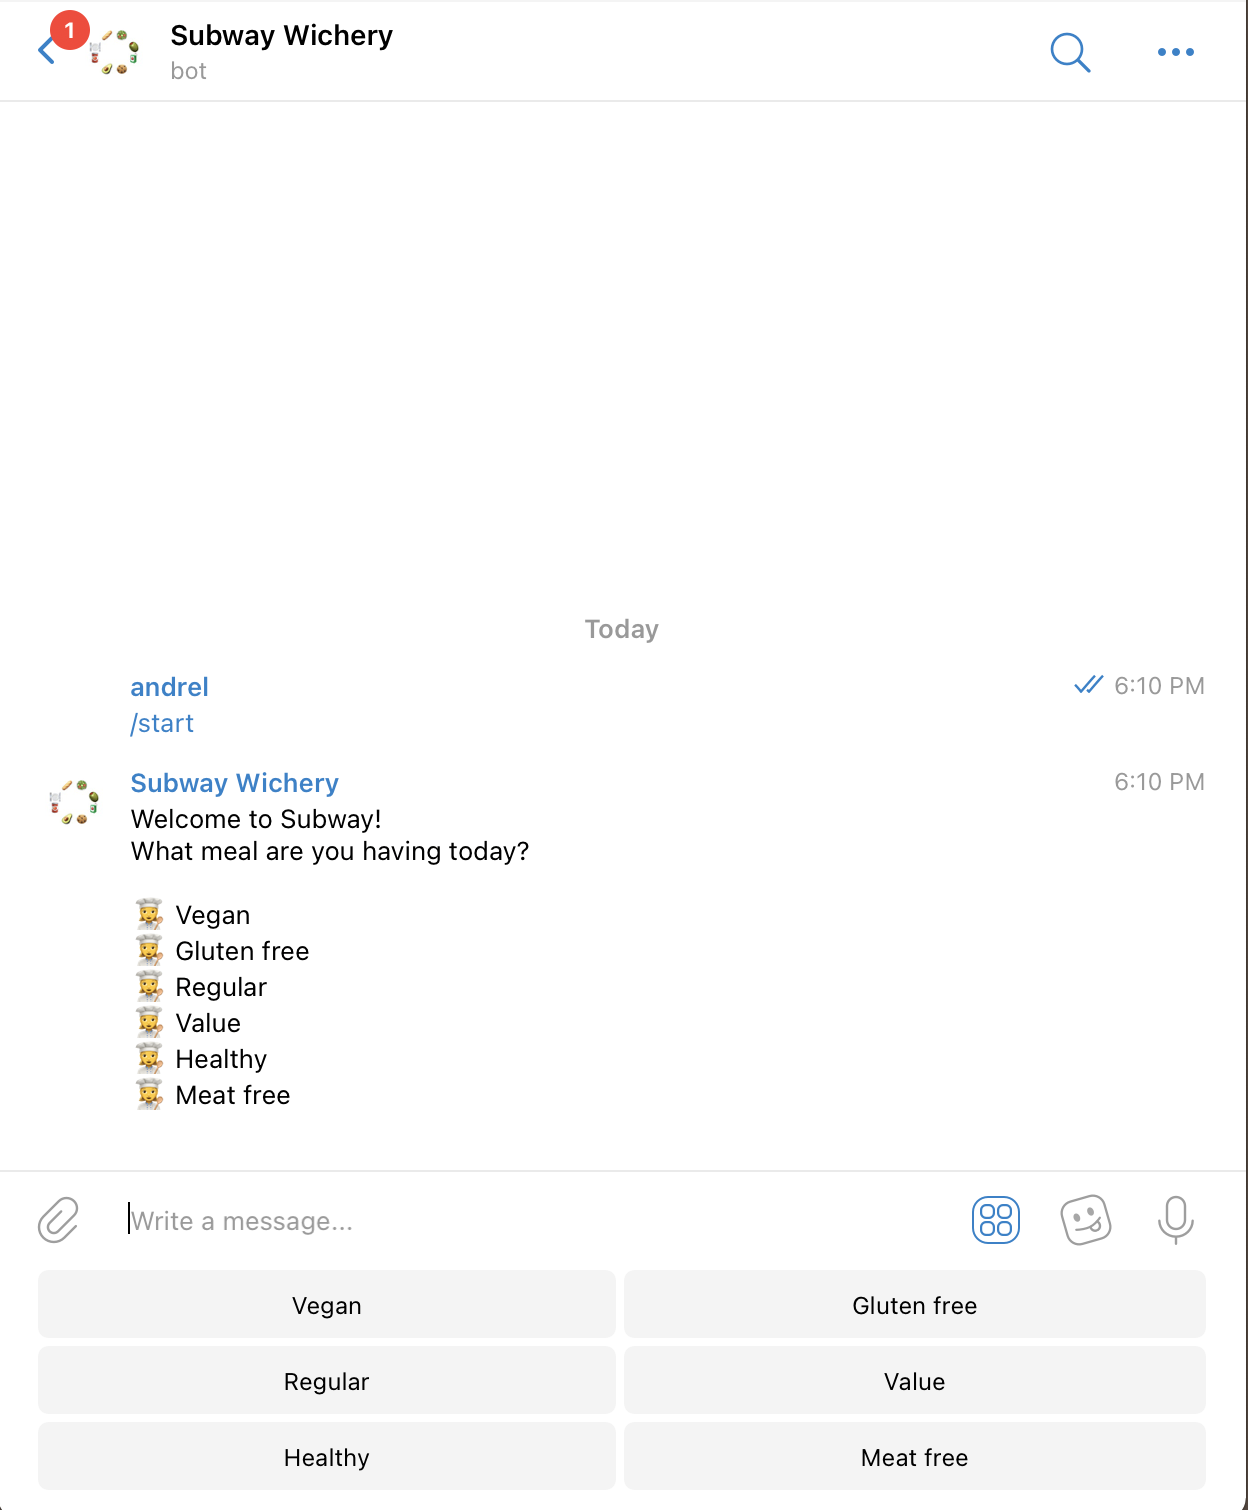 1
Subway Wichery
bot
Today
andrel
6:10 PM
/start
Subway Wichery
6:10 PM
Welcome to Subway!
What meal are you having today?
Vegan
Gluten free
Regular
Value
Healthy
Meat free
Write a message...
Vegan
Gluten free
Regular
Value
Healthy
Meat free